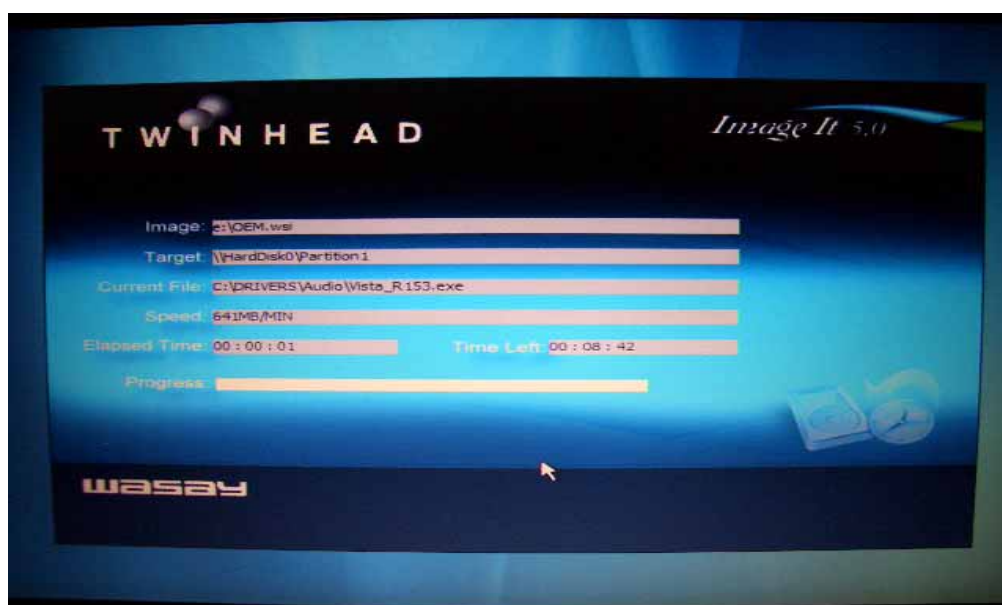 TWINHEAD
Image It 5.0
Image: e:\OEM.wsi
Target: \\HardDisk0\Partition1
Current File: C:\DRIVERS\Audio\Vista_R153.exe
Speed: 641MB/MIN
Elapsed Time: 00 : 00 : 01 Time Left: 00 : 08 : 42
Progress:
wasay